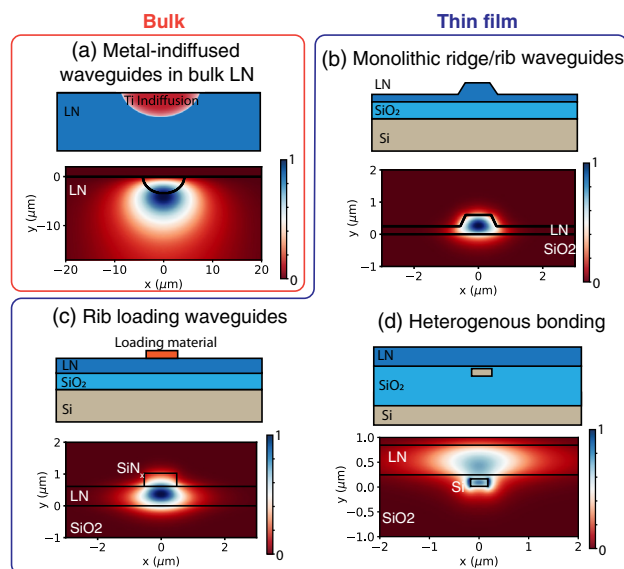 Bulk
Thin film
(a) Metal-indiffused
waveguides in bulk LN
Ti Indiffusion
LN
LN
0
−10
y (μm)
−20
−10
0
10
20
x (μm)
1
0
(b) Monolithic ridge/rib waveguides
LN
SiO₂
Si
2
1
0
−1
y (μm)
LN
SiO2
−2
0
2
x (μm)
1
0
(c) Rib loading waveguides
Loading material
LN
SiO₂
Si
2
1
0
−1
y (μm)
SiNₓ
LN
SiO2
−2
0
2
x (μm)
1
0
(d) Heterogenous bonding
LN
SiO₂
Si
1.0
0.5
0.0
−0.5
−1.0
y (μm)
LN
Si
SiO2
−2
−1
0
1
2
x (μm)
1
0